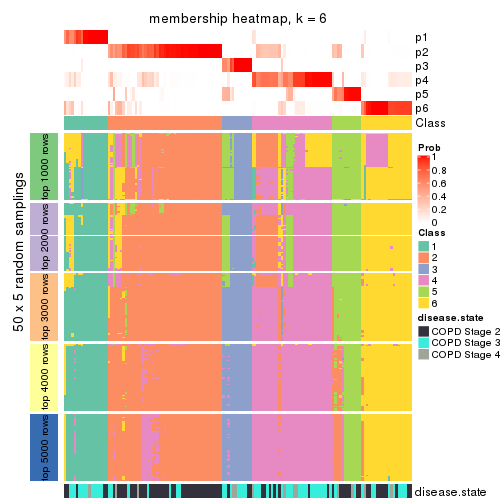 membership heatmap, k = 6
p1
p2
p3
p4
p5
p6
Class
50 x 5 random samplings
top 1000 rows
top 2000 rows
top 3000 rows
top 4000 rows
top 5000 rows
disease.state
Prob
1
0.8
0.6
0.4
0.2
0
Class
1
2
3
4
5
6
disease.state
COPD Stage 2
COPD Stage 3
COPD Stage 4